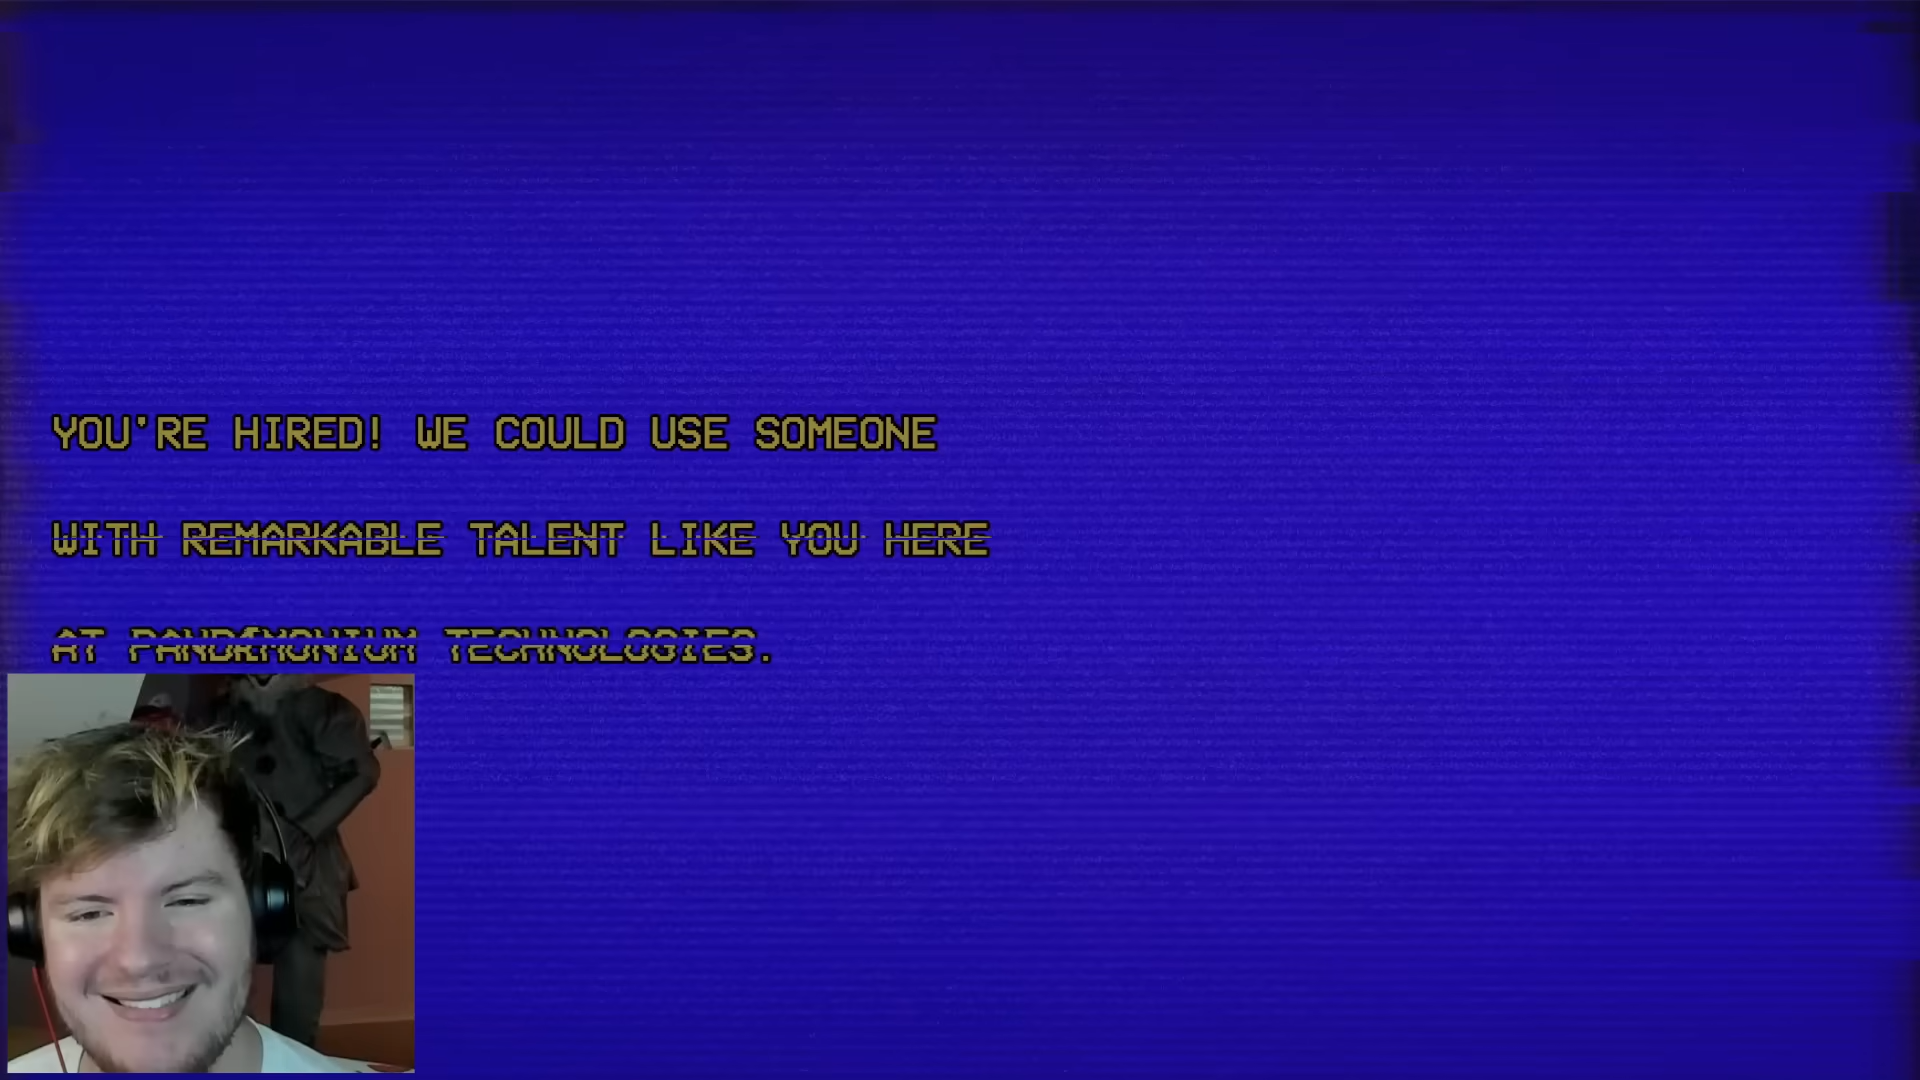 YOU'RE HIRED! WE COULD USE SOMEONE
WITH REMARKABLE TALENT LIKE YOU HERE
AT PANDÆMONIUM TECHNOLOGIES.